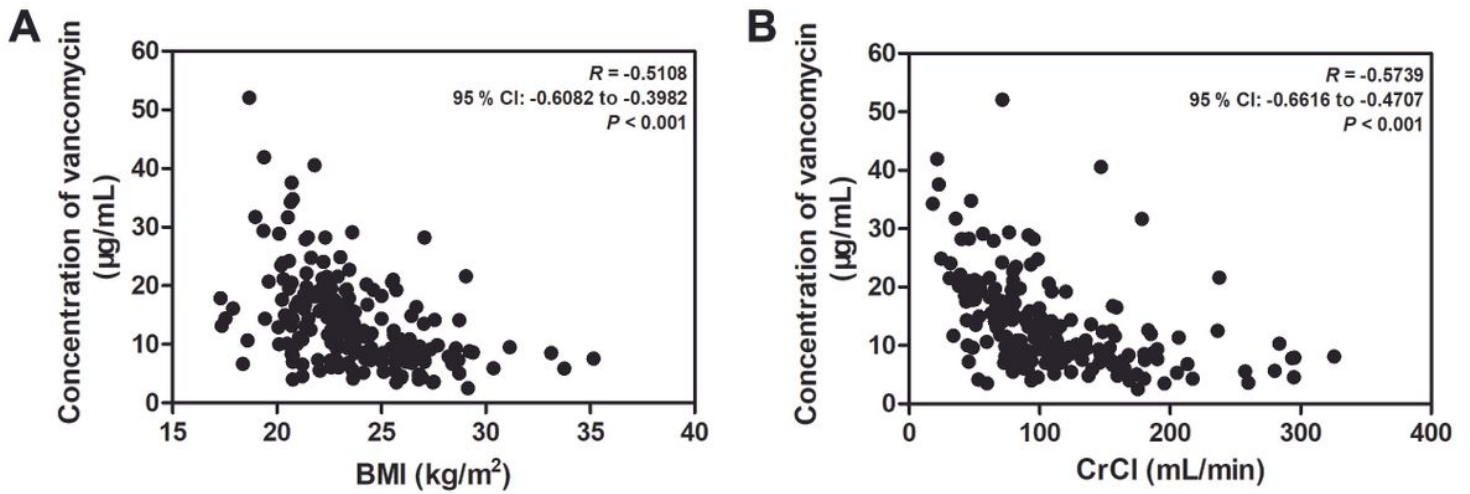 A
Concentration of vancomycin
(µg/mL)
60
50
40
30
20
10
0
15
20
25
30
35
40
BMI (kg/m²)
R = -0.5108
95 % CI: -0.6082 to -0.3982
P < 0.001
B
Concentration of vancomycin
(µg/mL)
60
50
40
30
20
10
0
0
100
200
300
400
CrCl (mL/min)
R = -0.5739
95 % CI: -0.6616 to -0.4707
P < 0.001